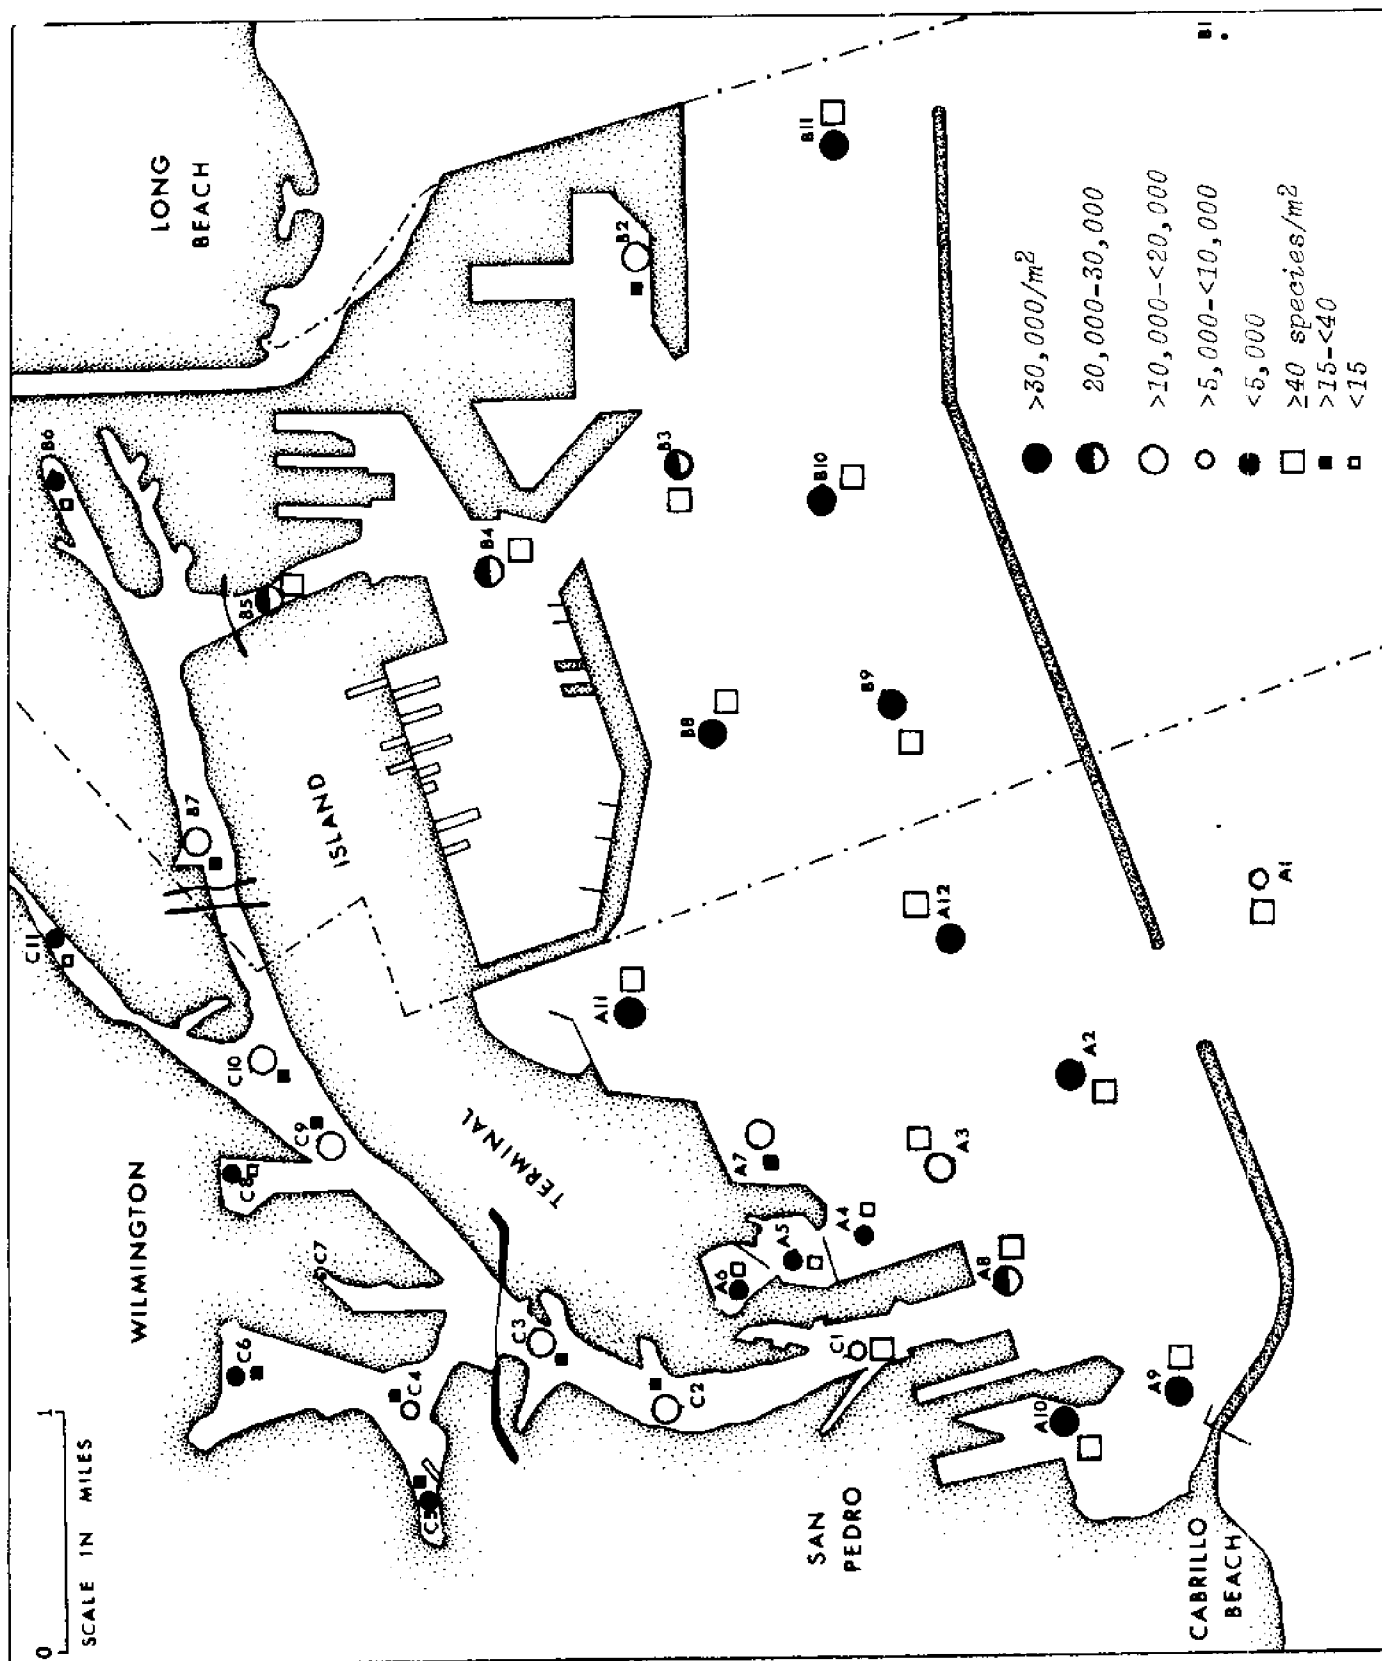 0 1
SCALE IN MILES
WILMINGTON
LONG
BEACH
TERMINAL
ISLAND
SAN
PEDRO
CABRILLO
BEACH
C5
C6
C4
C7
C8
C9
C10
C11
B7
B5
B6
C3
C2
C1
B4
B3
B2
A6
A5
A4
A7
A11
B8
B10
B11
A10
A9
A8
A3
A2
A12
B9
A1
B1
>30,000/m²
20,000-30,000
>10,000-<20,000
>5,000-<10,000
<5,000
≥40 species/m²
>15-<40
<15